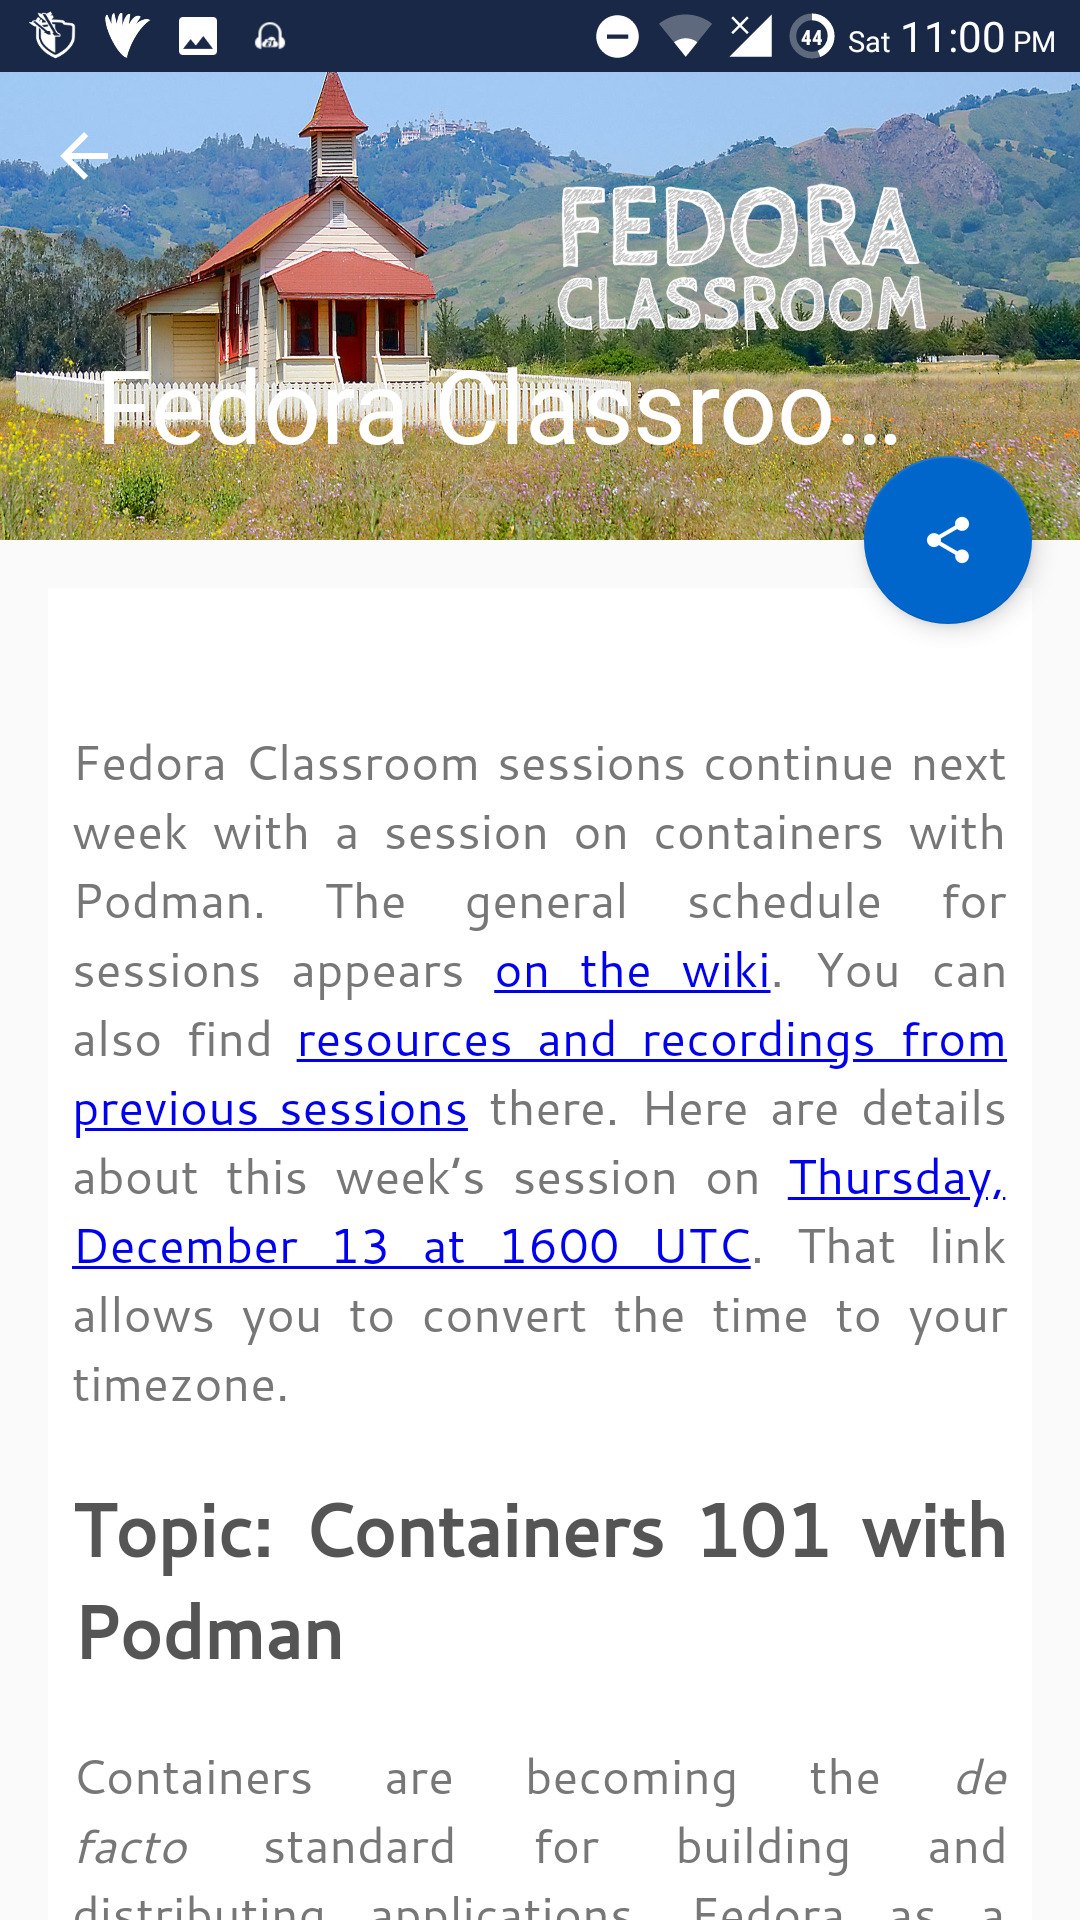 44 Sat 11:00 PM
FEDORA
CLASSROOM
Fedora Classroo...
Fedora Classroom sessions continue next
week with a session on containers with
Podman. The general schedule for
sessions appears on the wiki. You can
also find resources and recordings from
previous sessions there. Here are details
about this week’s session on Thursday,
December 13 at 1600 UTC. That link
allows you to convert the time to your
timezone.
Topic: Containers 101 with
Podman
Containers are becoming the de
facto standard for building and
distributing applications. Fedora as a